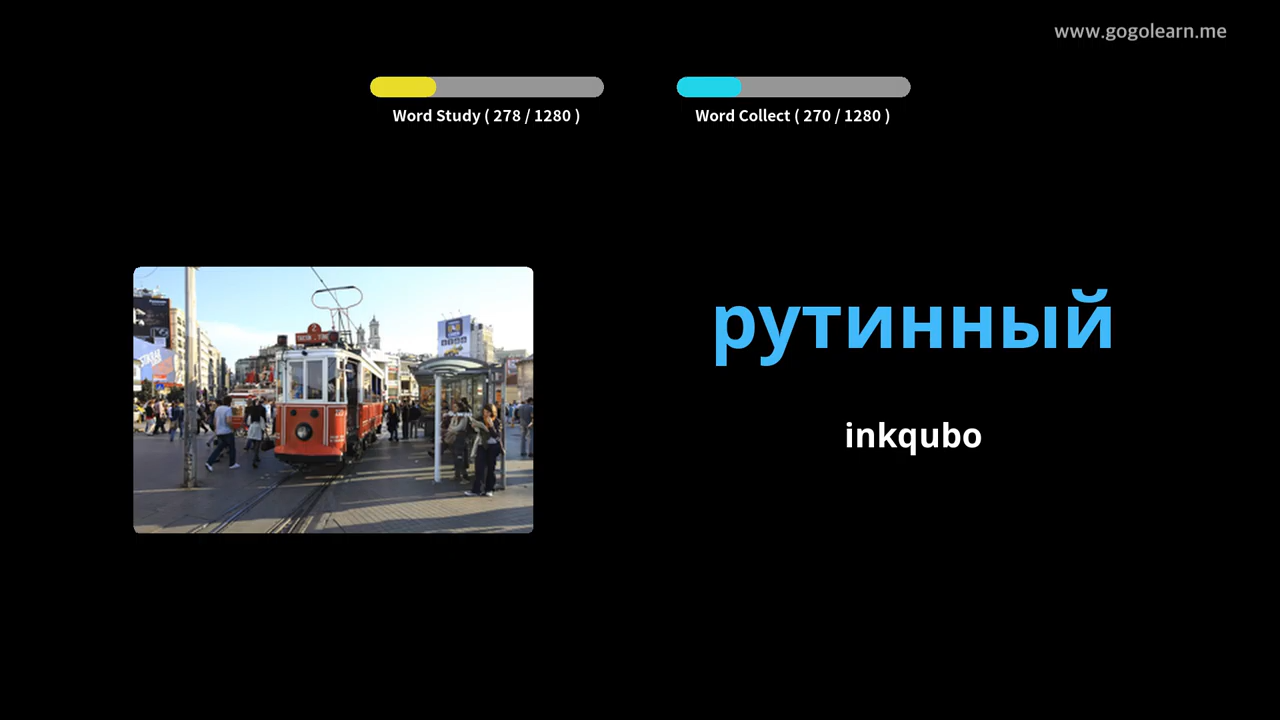 www.gogolearn.me
Word Study ( 278 / 1280 )
Word Collect ( 270 / 1280 )
рутинный
inkqubo